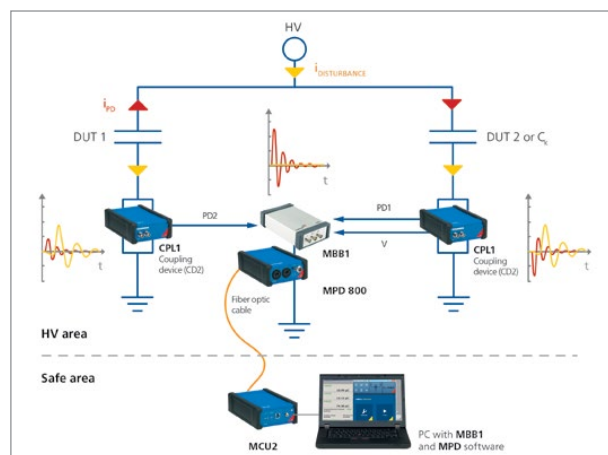 HV
iDISTURBANCE
iPD
DUT 1
DUT 2 or Ck
t
PD2
PD1
V
MBB1
CPL1
Coupling
device (CD2)
t
CPL1
Coupling
device (CD2)
t
MPD 800
Fiber optic
cable
HV area
Safe area
MCU2
PC with MBB1
and MPD software